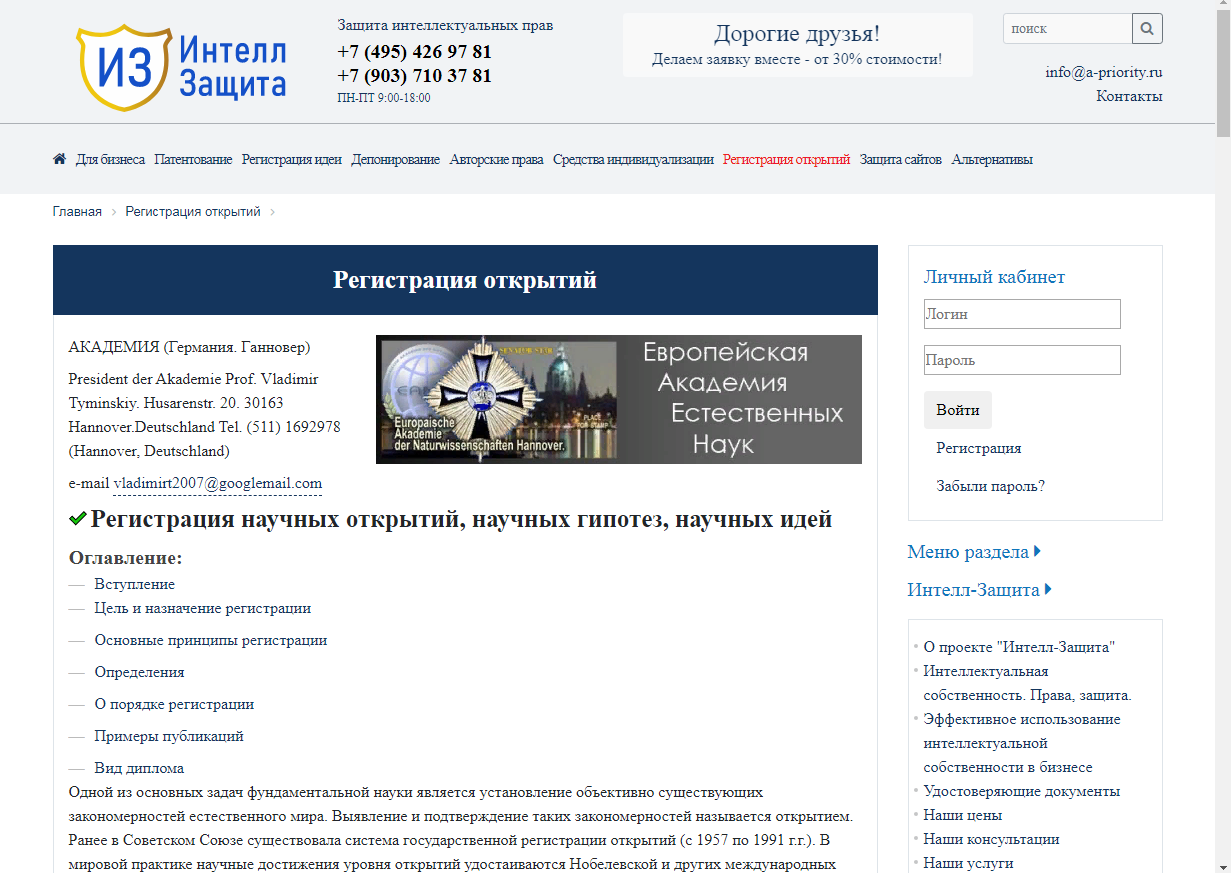 ИЗ
Интелл
Защита
Защита интеллектуальных прав
+7 (495) 426 97 81
+7 (903) 710 37 81
ПН-ПТ 9:00-18:00
Дорогие друзья!
Делаем заявку вместе - от 30% стоимости!
поиск
info@a-priority.ru
Контакты
Для бизнеса Патентование Регистрация идеи Депонирование Авторские права Средства индивидуализации Регистрация открытий Защита сайтов Альтернативы
Главная > Регистрация открытий >
Регистрация открытий
АКАДЕМИЯ (Германия. Ганновер)
President der Akademie Prof. Vladimir
Tyminskiy. Husarenstr. 20. 30163
Hannover.Deutschland Tel. (511) 1692978
(Hannover, Deutschland)
e-mail vladimirt2007@googlemail.com
Europäische
Akademie
der Naturwissenschaften Hannover.
PLACE
FOR STAMP
Европейская
Академия
Естественных
Наук
Регистрация научных открытий, научных гипотез, научных идей
Оглавление:
— Вступление
— Цель и назначение регистрации
— Основные принципы регистрации
— Определения
— О порядке регистрации
— Примеры публикаций
— Вид диплома
Одной из основных задач фундаментальной науки является установление объективно существующих
закономерностей естественного мира. Выявление и подтверждение таких закономерностей называется открытием.
Ранее в Советском Союзе существовала система государственной регистрации открытий (с 1957 по 1991 г.г.). В
мировой практике научные достижения уровня открытий удостаиваются Нобелевской и других международных
Личный кабинет
Логин
Пароль
Войти
Регистрация
Забыли пароль?
Меню раздела
Интелл-Защита
О проекте "Интелл-Защита"
Интеллектуальная
собственность. Права, защита.
Эффективное использование
интеллектуальной
собственности в бизнесе
Удостоверяющие документы
Наши цены
Наши консультации
Наши услуги